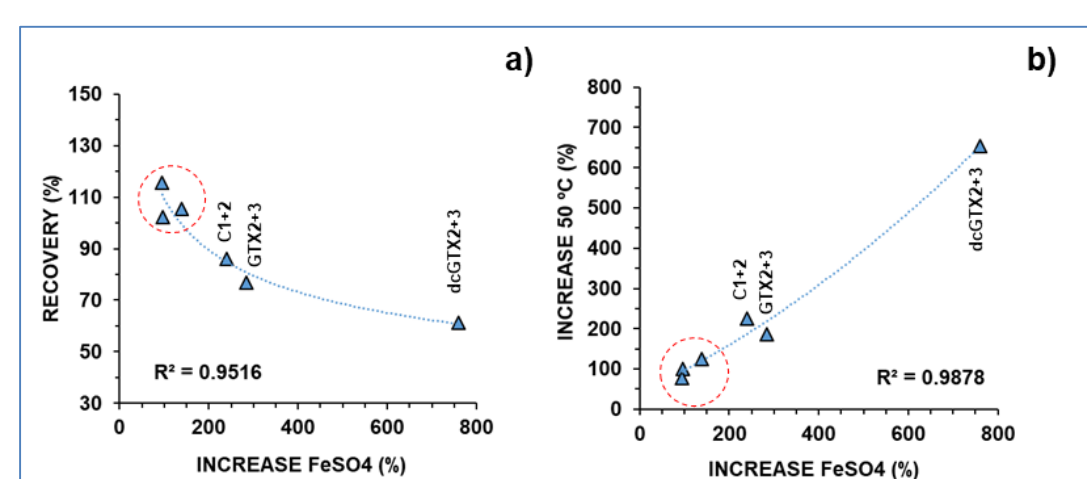 a)
150
130
110
90
70
50
30
RECOVERY (%)
C1+2
GTX2+3
dcGTX2+3
R² = 0.9516
0 200 400 600 800
INCREASE FeSO4 (%)
b)
800
700
600
500
400
300
200
100
0
INCREASE 50 ºC (%)
C1+2
GTX2+3
dcGTX2+3
R² = 0.9878
0 200 400 600 800
INCREASE FeSO4 (%)